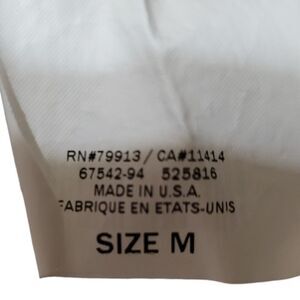 RN#79913/CA#11414
67542-94 525816
MADE IN U.S.A.
FABRIQUE EN ETATS-UNIS
SIZE M